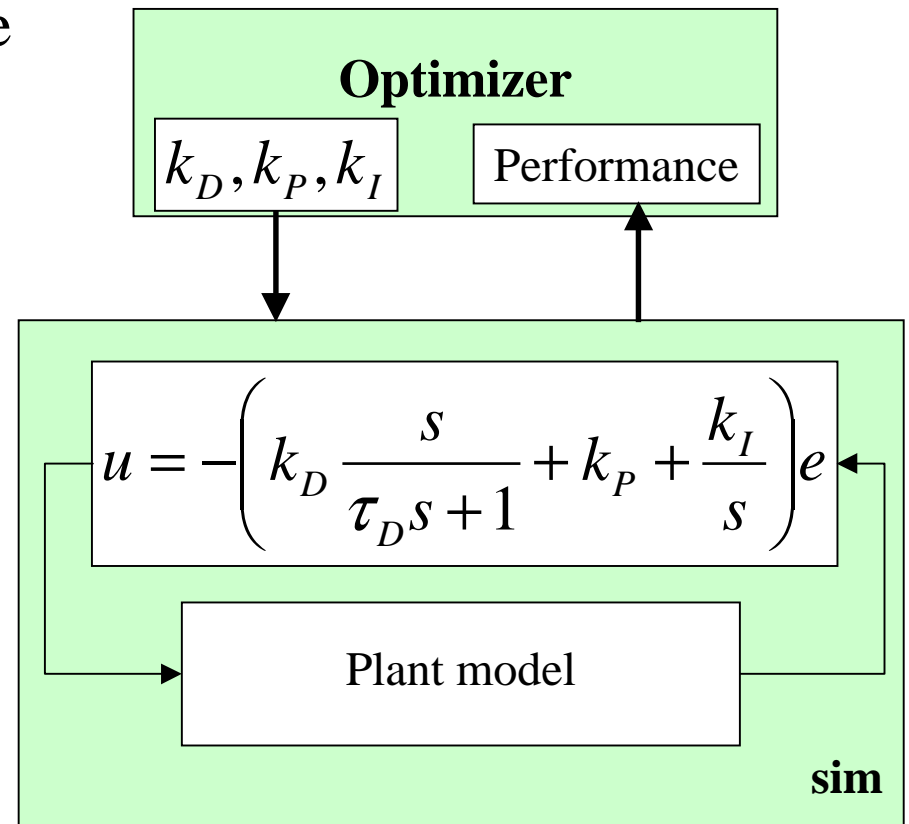 e
Optimizer
k_D, k_P, k_I
Performance
u = -( k_D s/(τ_D s + 1) + k_P + k_I/s ) e
Plant model
sim